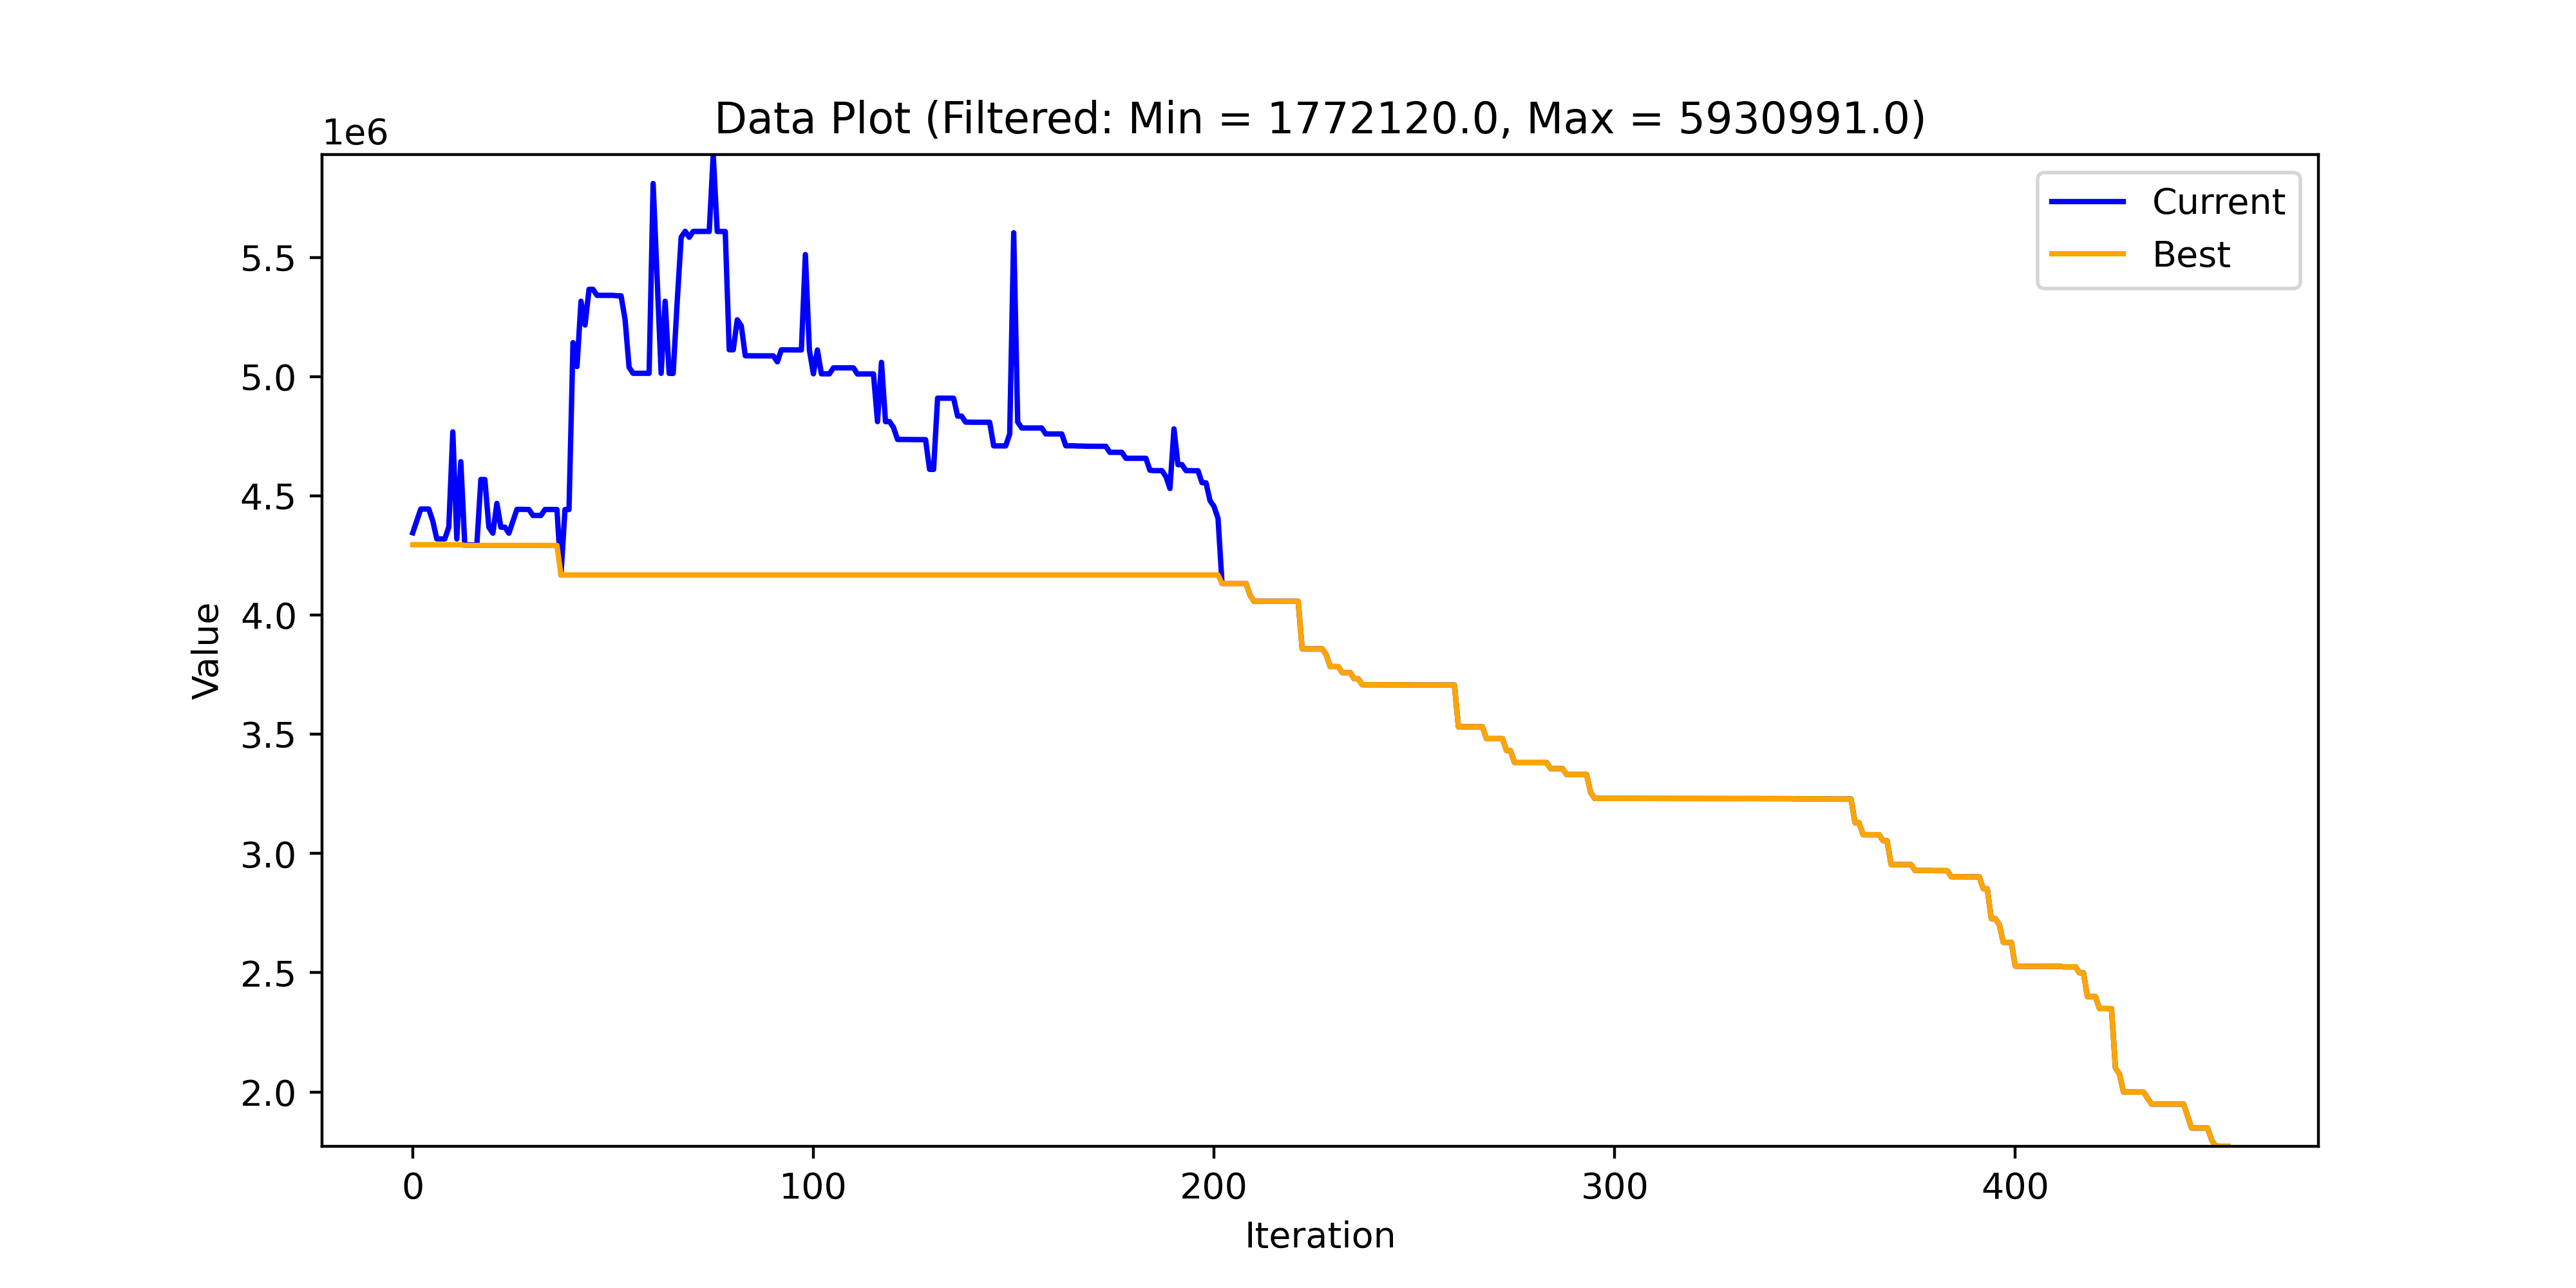 Data Plot (Filtered: Min = 1772120.0, Max = 5930991.0)
1e6
Current
Best
5.5
5.0
4.5
4.0
3.5
3.0
2.5
2.0
Value
0 100 200 300 400
Iteration